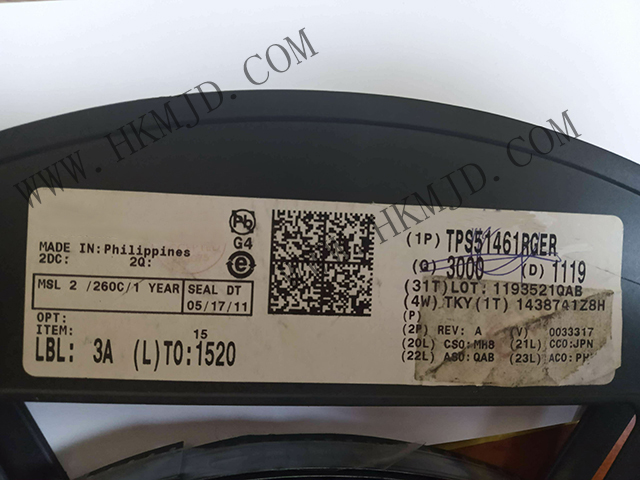 WWW.HKMJD.COM
WWW.HKMJD.COM
Pb
G4
e
MADE IN: Philippines
2DC: 2Q:
MSL 2 /260C/1 YEAR
SEAL DT
05/17/11
OPT:
ITEM:
15
LBL: 3A (L)TO:1520
(1P) TPS51461RGER
(Q) 3000 (D) 1119
(31T)LOT: 1193521QAB
(4W) TKY(1T) 1438741Z8H
(P)
(2P) REV: A (V) 0033317
(20L) CSO:MH8 (21L) CCO:JPN
(22L) ASO:QAB (23L) ACO:PH